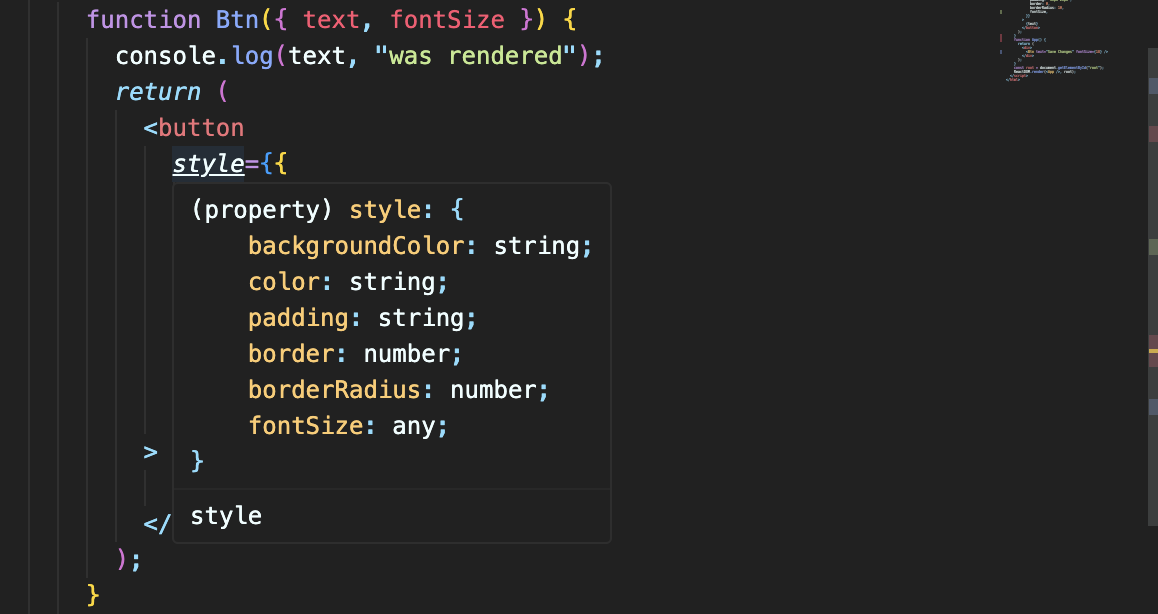 function Btn({ text, fontSize }) {
console.log(text, "was rendered");
return (
<button
style={{
(property) style: {
backgroundColor: string;
color: string;
padding: string;
border: number;
borderRadius: number;
fontSize: any;
}
style
>
</
);
}